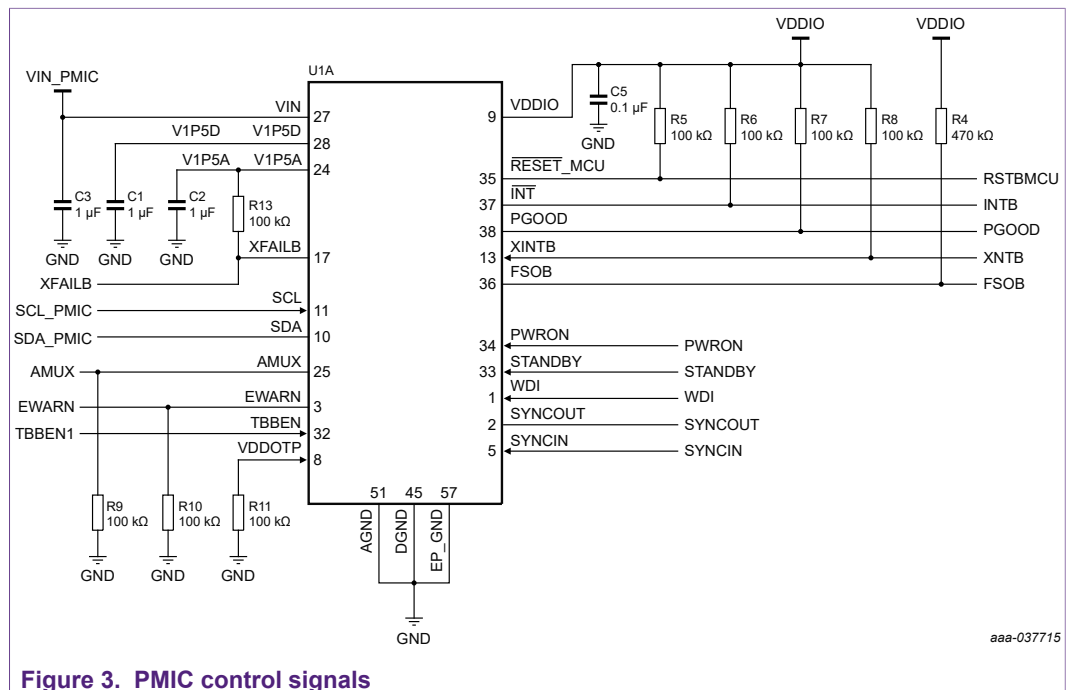 VDDIO VDDIO
VIN_PMIC
U1A
VIN
27
V1P5D V1P5D
28
V1P5A V1P5A
24
C3
1 µF
C1
1 µF
C2
1 µF
R13
100 kΩ
GND GND GND
XFAILB
17
XFAILB
SCL
SCL_PMIC
11
SDA
SDA_PMIC
10
AMUX
AMUX
25
EWARN
EWARN
3
TBBEN
TBBEN1
32
VDDOTP
8
R9
100 kΩ
R10
100 kΩ
R11
100 kΩ
GND GND GND
51 45 57
AGND
DGND
EP_GND
GND
VDDIO
9
C5
0.1 µF
GND
R5
100 kΩ
R6
100 kΩ
R7
100 kΩ
R8
100 kΩ
R4
470 kΩ
RESET_MCU
35
RSTBMCU
INT
37
INTB
PGOOD
38
PGOOD
XINTB
13
XNTB
FSOB
36
FSOB
PWRON
34
PWRON
STANDBY
33
STANDBY
WDI
1
WDI
SYNCOUT
2
SYNCOUT
SYNCIN
5
SYNCIN
aaa-037715
Figure 3. PMIC control signals